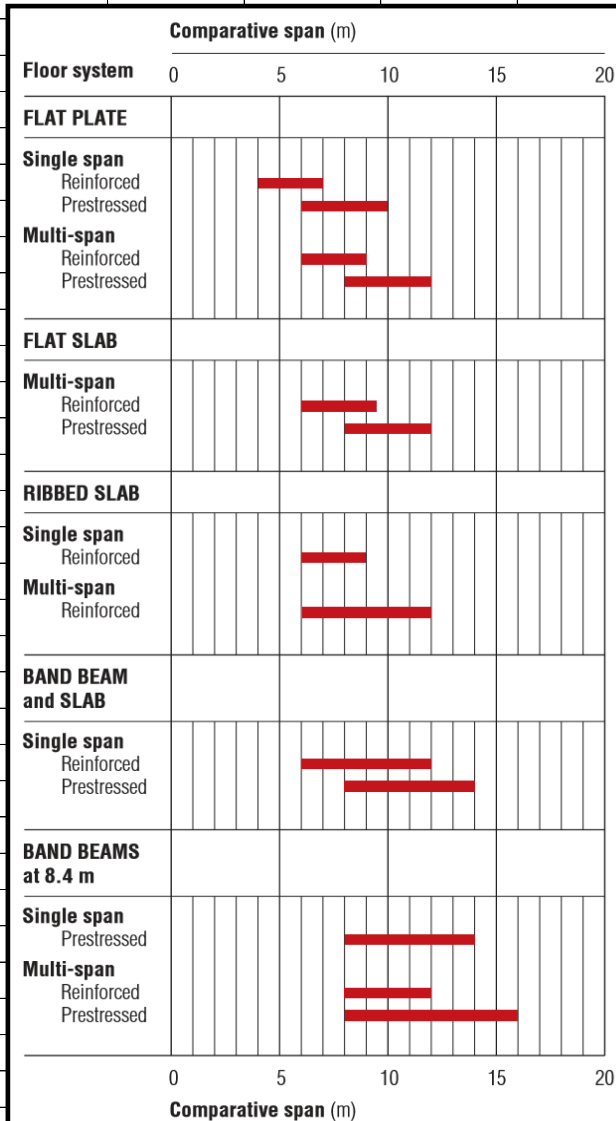 Comparative span (m)
Floor system 0 5 10 15 20
FLAT PLATE
Single span
Reinforced
Prestressed
Multi-span
Reinforced
Prestressed
FLAT SLAB
Multi-span
Reinforced
Prestressed
RIBBED SLAB
Single span
Reinforced
Multi-span
Reinforced
BAND BEAM
and SLAB
Single span
Reinforced
Prestressed
BAND BEAMS
at 8.4 m
Single span
Prestressed
Multi-span
Reinforced
Prestressed
0 5 10 15 20
Comparative span (m)